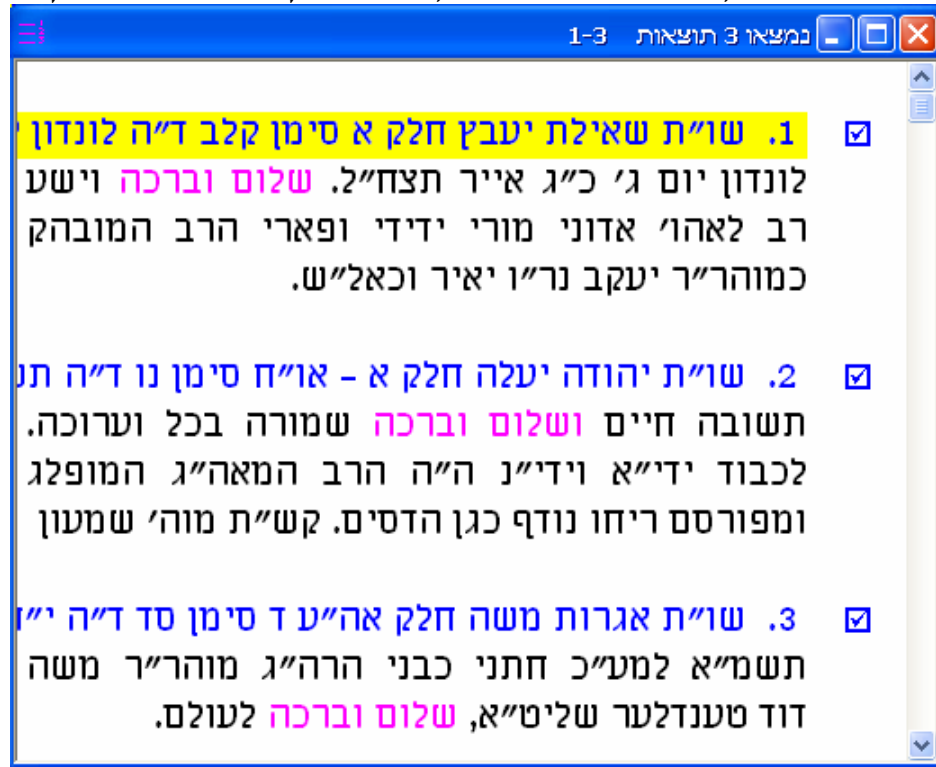 נמצאו 3 תוצאות 1-3
1. שו״ת שאילת יעבץ חלק א סימן קלב ד״ה לונדון
לונדון יום ג׳ כ״ג אייר תצח״ל. שלום וברכה וישע
רב לאהו׳ אדוני מורי ידידי ופארי הרב המובהק
כמוהר״ר יעקב נר״ו יאיר וכאל״ש.
2. שו״ת יהודה יעלה חלק א – או״ח סימן נו ד״ה
תשובה חיים ושלום וברכה שמורה בכל וערוכה.
לכבוד ידי״א וידי״נ ה״ה הרב המאה״ג המופלג
ומפורסם ריחו נודף כגן הדסים. קש״ת מוה׳ שמעון
3. שו״ת אגרות משה חלק אה״ע ד סימן סד ד״ה
תשמ״א למע״כ חתני כבני הרה״ג מוהר״ר משה
דוד טענדלער שליט״א, שלום וברכה לעולם.